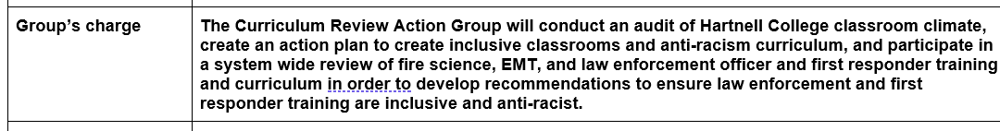 Group's charge
The Curriculum Review Action Group will conduct an audit of Hartnell College classroom climate,
create an action plan to create inclusive classrooms and anti-racism curriculum, and participate in
a system wide review of fire science, EMT, and law enforcement officer and first responder training
and curriculum in order to develop recommendations to ensure law enforcement and first
responder training are inclusive and anti-racist.